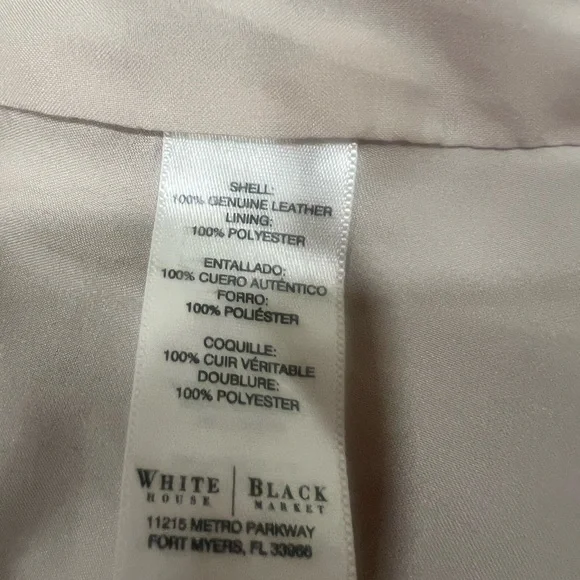 SHELL:
100% GENUINE LEATHER
LINING:
100% POLYESTER
ENTALLADO:
100% CUERO AUTÉNTICO
FORRO:
100% POLIÉSTER
COQUILLE:
100% CUIR VÉRITABLE
DOUBLURE:
100% POLYESTER
WHITE | BLACK
HOUSE MARKET
11215 METRO PARKWAY
FORT MYERS, FL 33966